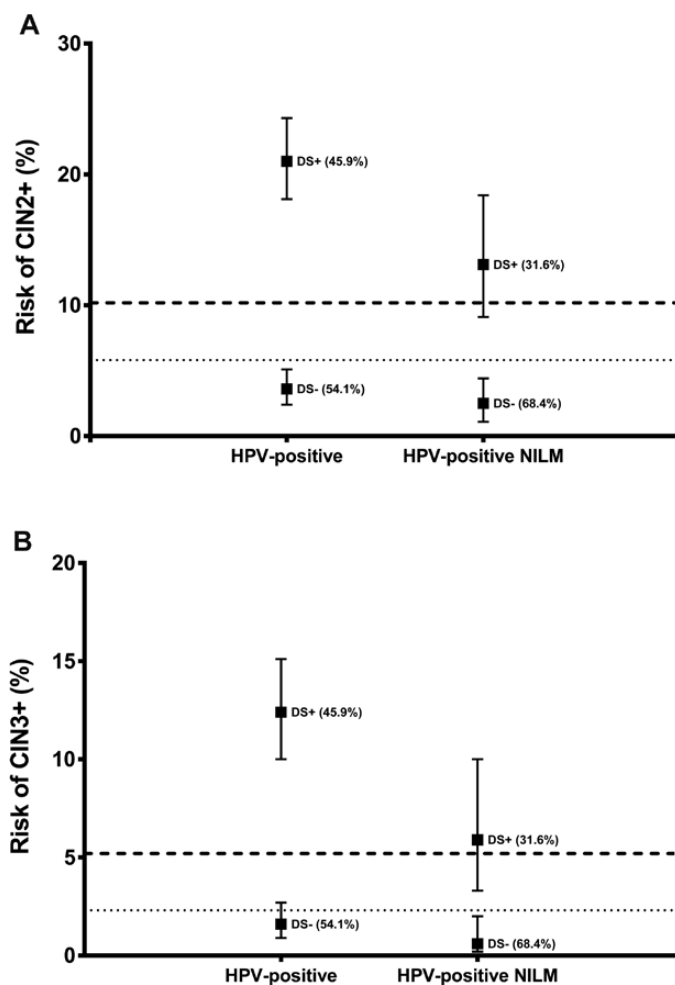 A
Risk of CIN2+ (%)
30
20
10
0
DS+ (45.9%)
DS- (54.1%)
DS+ (31.6%)
DS- (68.4%)
HPV-positive
HPV-positive NILM
B
Risk of CIN3+ (%)
20
15
10
5
0
DS+ (45.9%)
DS- (54.1%)
DS+ (31.6%)
DS- (68.4%)
HPV-positive
HPV-positive NILM